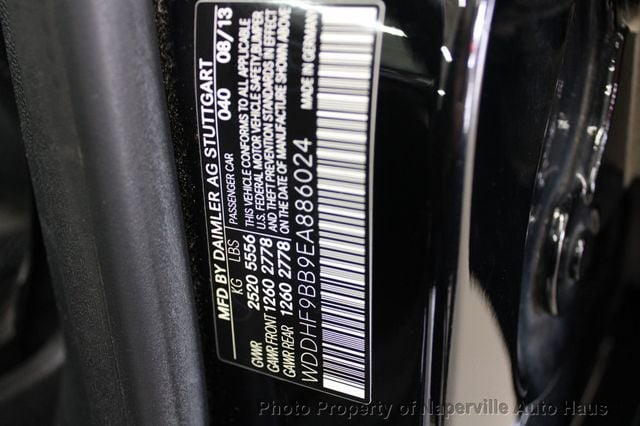 MFD BY DAIMLER AG STUTTGART 040 08/13
KG LBS PASSENGER CAR
GVWR 2520 5556
GAWR FRONT 1260 2778
GAWR REAR 1260 2778
THIS VEHICLE CONFORMS TO ALL APPLICABLE
U.S. FEDERAL MOTOR VEHICLE SAFETY, BUMPER
AND THEFT PREVENTION STANDARDS IN EFFECT
ON THE DATE OF MANUFACTURE SHOWN ABOVE.
WDDHF9BB9EA886024 MADE IN GERMANY
Photo Property of Naperville Auto Haus